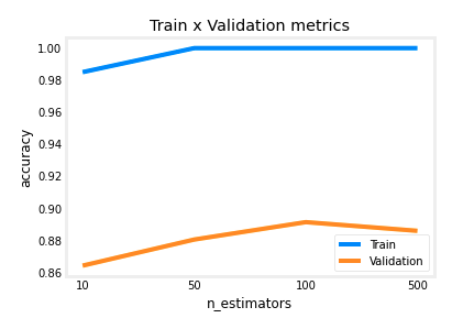 Train x Validation metrics
1.00
0.98
0.96
0.94
0.92
0.90
0.88
0.86
accuracy
10 50 100 500
n_estimators
Train
Validation